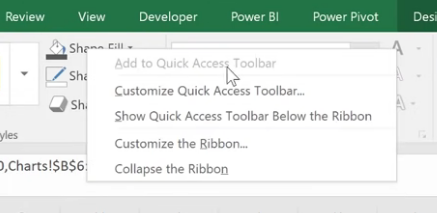 Review View Developer Power BI Power Pivot
Shape Fill
Add to Quick Access Toolbar
Customize Quick Access Toolbar...
Show Quick Access Toolbar Below the Ribbon
Customize the Ribbon...
Collapse the Ribbon
0,Charts!$B$6: